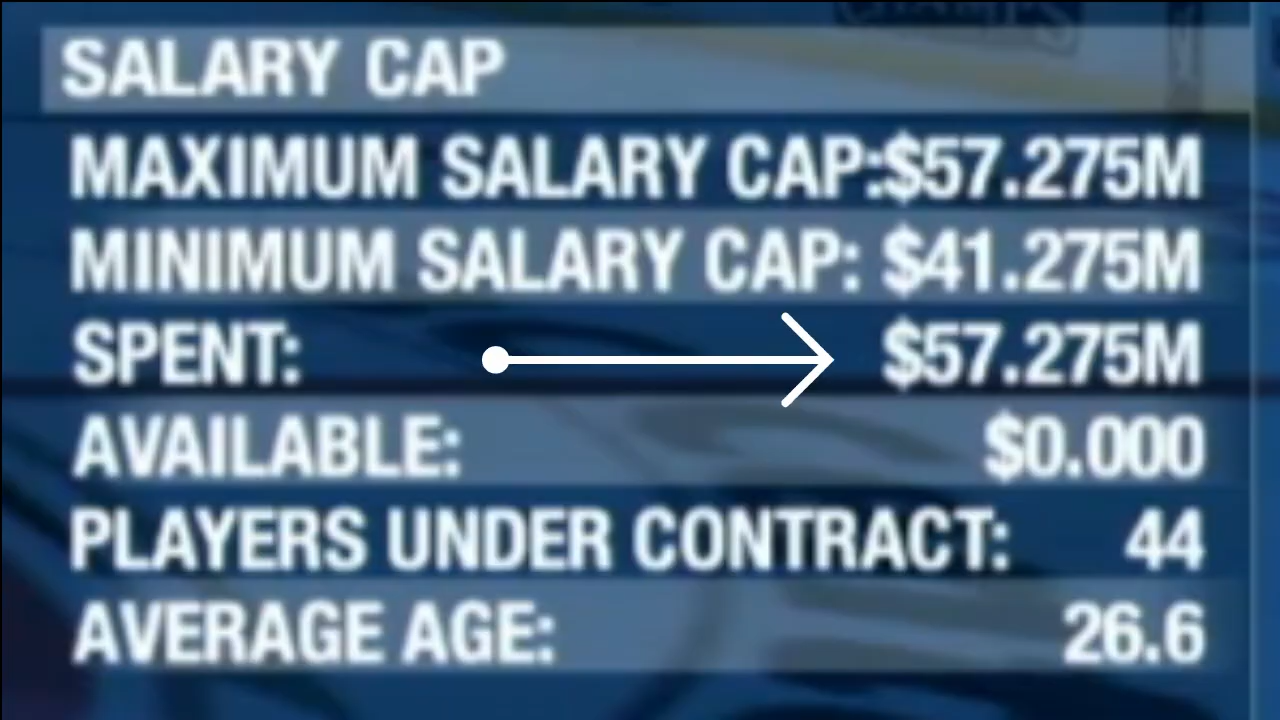 CHAMPS
SALARY CAP
MAXIMUM SALARY CAP:$57.275M
MINIMUM SALARY CAP: $41.275M
SPENT: $57.275M
AVAILABLE: $0.000
PLAYERS UNDER CONTRACT: 44
AVERAGE AGE: 26.6